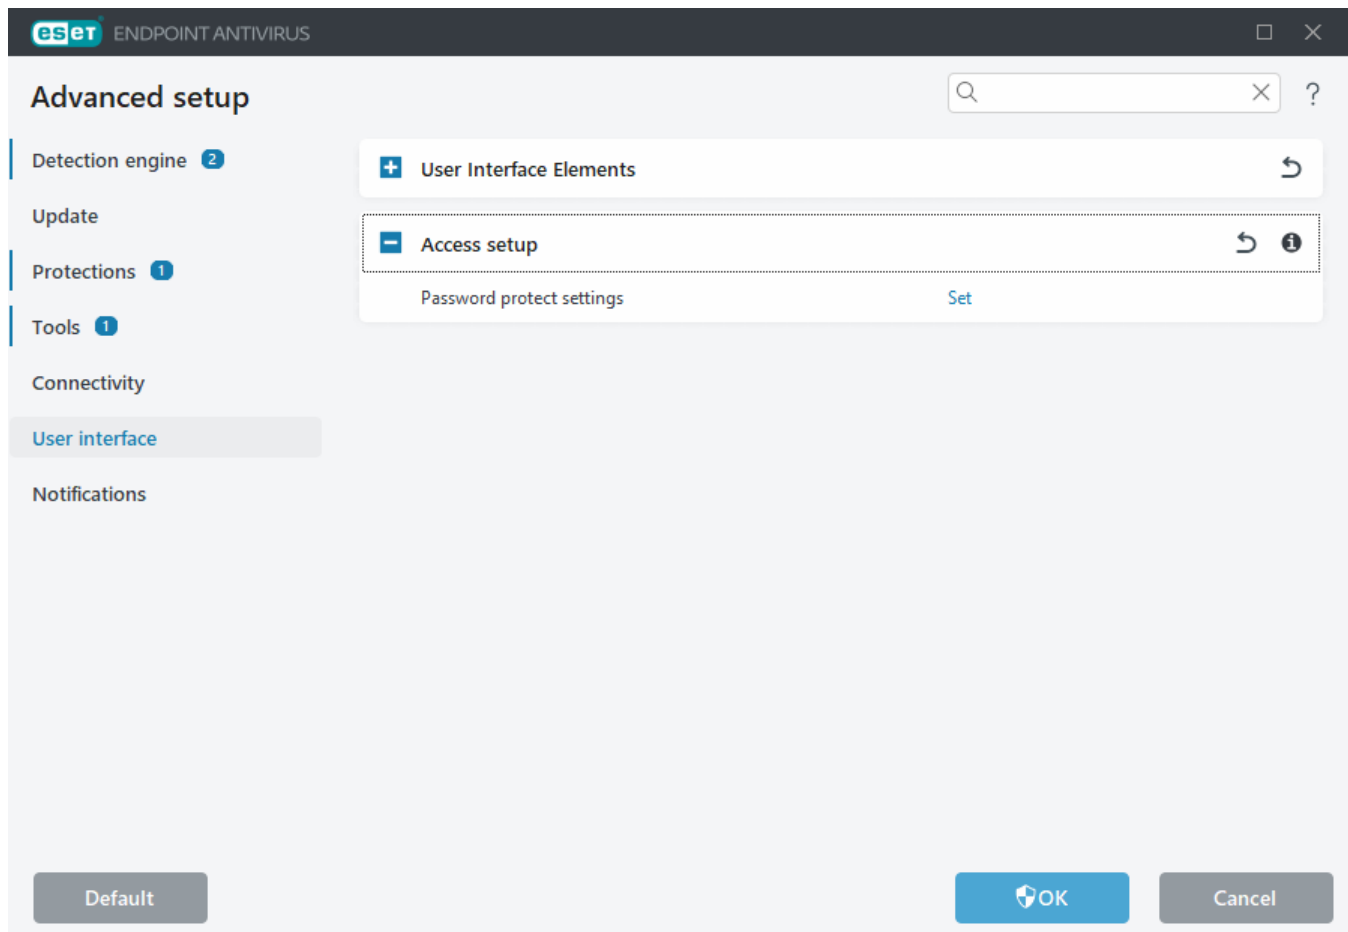 eset ENDPOINT ANTIVIRUS
Advanced setup
?
Detection engine 2
Update
Protections 1
Tools 1
Connectivity
User interface
Notifications
User Interface Elements
Access setup
Password protect settings Set
Default
OK
Cancel